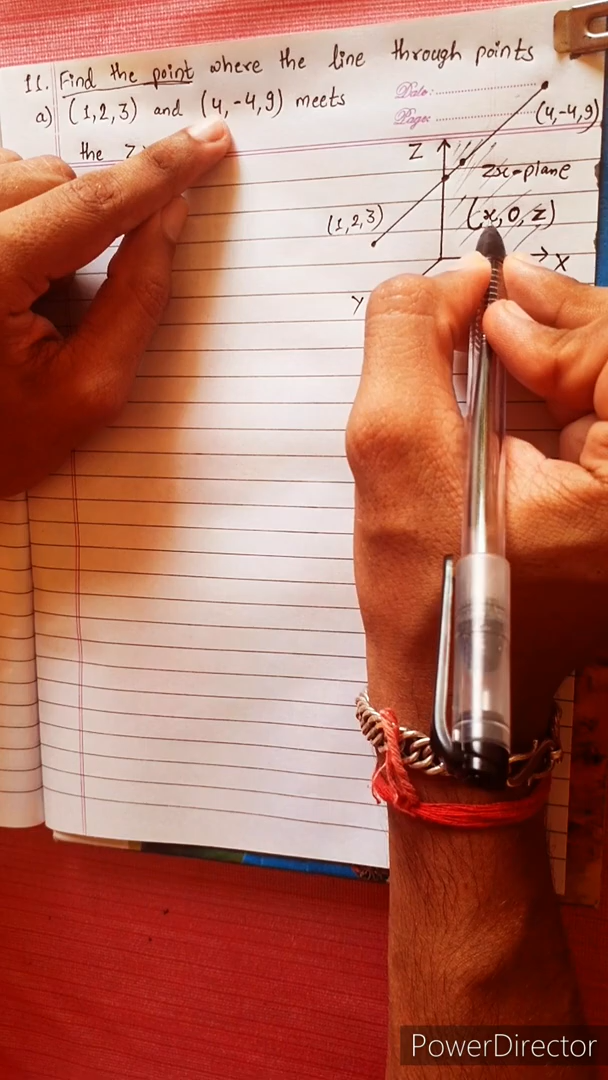 11. Find the point where the line through points
a) (1,2,3) and (4,-4,9) meets
the
Date:
Page:
(4,-4,9)
Z
zx-plane
(1,2,3)
(x,0,z)
X
Y
PowerDirector